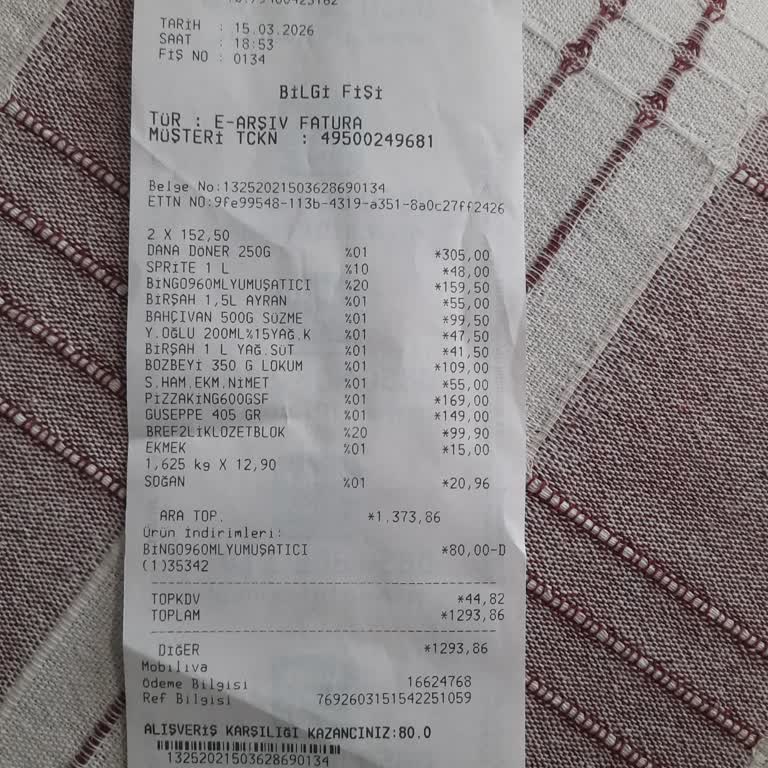 TARİH : 15.03.2026
SAAT : 18:53
FİŞ NO : 0134
BİLGİ FİŞİ
TÜR : E-ARŞİV FATURA
MÜŞTERİ TCKN : 49500249681
Belge No:13252021503628690134
ETTN NO:9fe99548-113b-4319-a351-8a0c27ff2426
2 X 152,50
DANA DÖNER 250G %01 *305,00
SPRİTE 1 L %10 *48,00
BİNGO960MLYUMUŞATICI %20 *159,50
BİRŞAH 1,5L AYRAN %01 *55,00
BAHÇIVAN 500G SÜZME %01 *99,50
Y.OĞLU 200ML%15YAĞ.K %01 *47,50
BİRŞAH 1 L YAĞ.SÜT %01 *41,50
BOZBEYİ 350 G LOKUM %01 *109,00
S.HAM.EKM.NİMET %01 *55,00
PİZZAKİNG600GSF %01 *169,00
GUSEPPE 405 GR %01 *149,00
BREF2LİKLOZETBLOK %20 *99,90
EKMEK %01 *15,00
1,625 kg X 12,90
SOĞAN %01 *20,96
ARA TOP. *1.373,86
Ürün İndirimleri:
BİNGO960MLYUMUŞATICI *80,00-D
(1)35342
TOPKDV *44,82
TOPLAM *1293,86
DİĞER *1293,86
Mobiliva
Ödeme Bilgisi 16624768
Ref Bilgisi 7692603151542251059
ALIŞVERİŞ KARŞILIĞI KAZANCINIZ:80.0
13252021503628690134